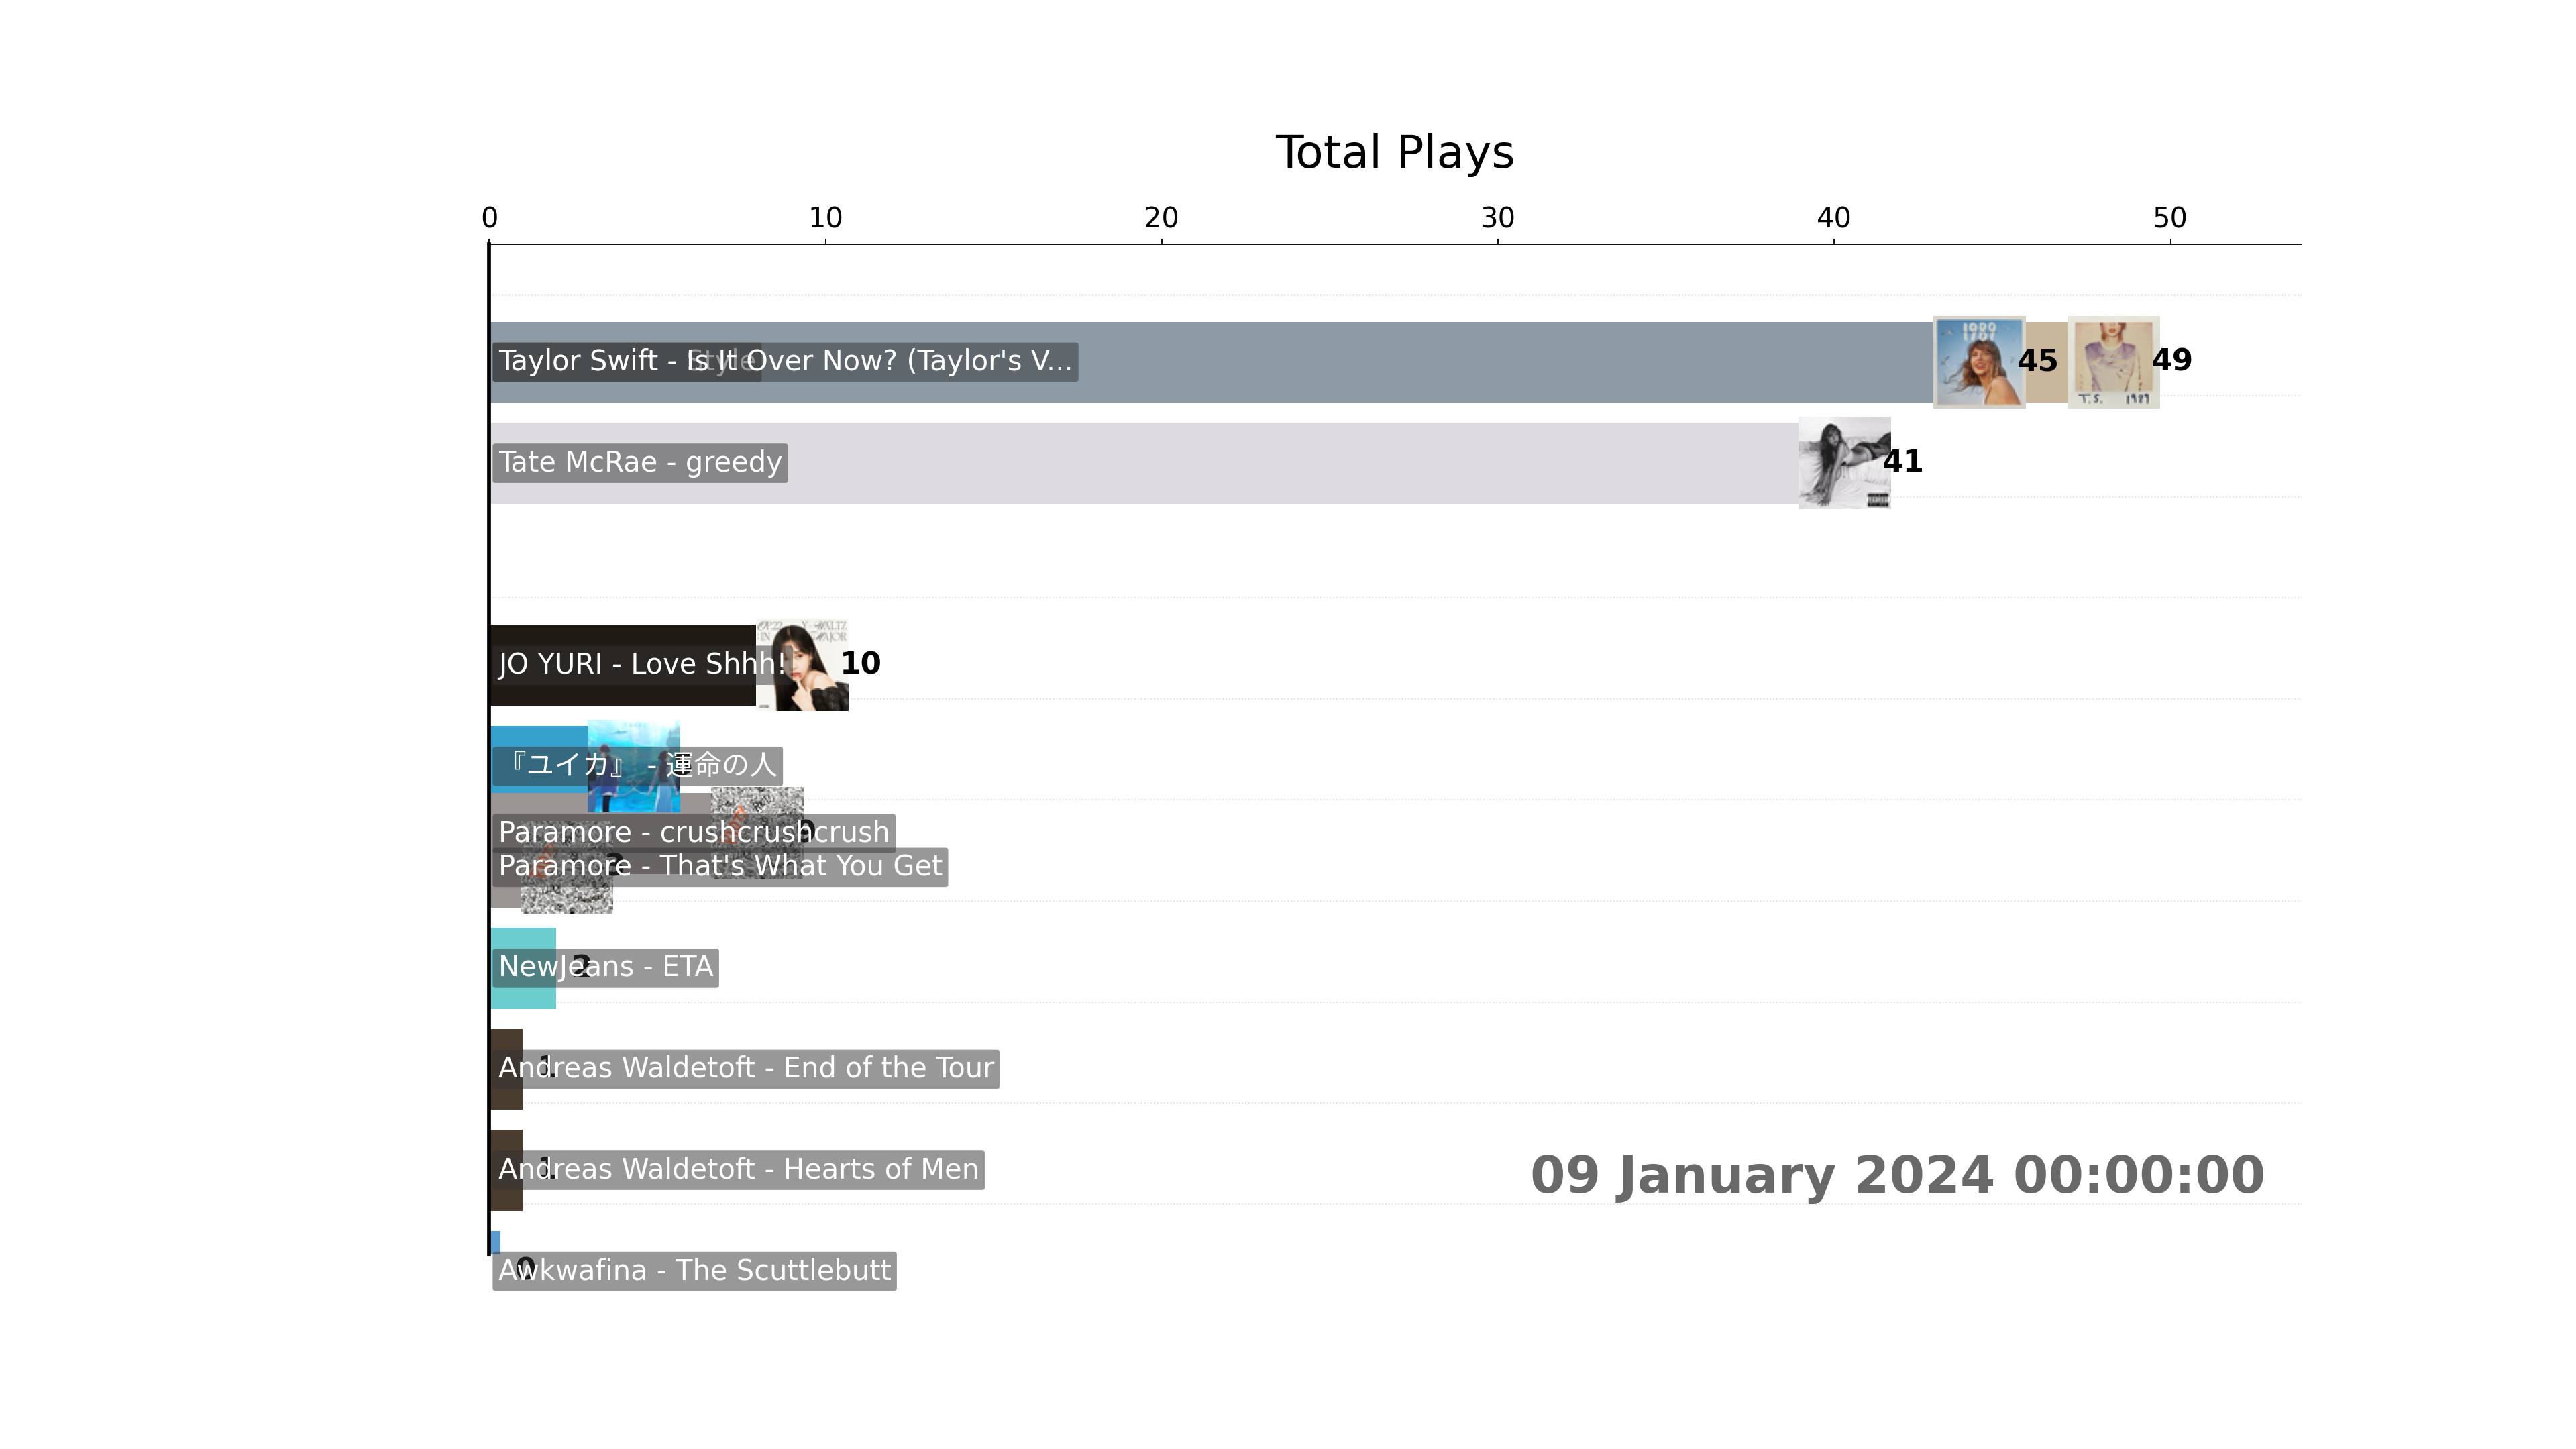 Total Plays
0 10 20 30 40 50
Taylor Swift - Is It Over Now? (Taylor's V...
Style
45
49
T.S. 1989
Tate McRae - greedy
41
JO YURI - Love Shhh!
10
『ユイカ』 - 運命の人
Paramore - crushcrushcrush
9
Paramore - That's What You Get
3
NewJeans - ETA
2
Andreas Waldetoft - End of the Tour
1
Andreas Waldetoft - Hearts of Men
1
09 January 2024 00:00:00
Awkwafina - The Scuttlebutt
0